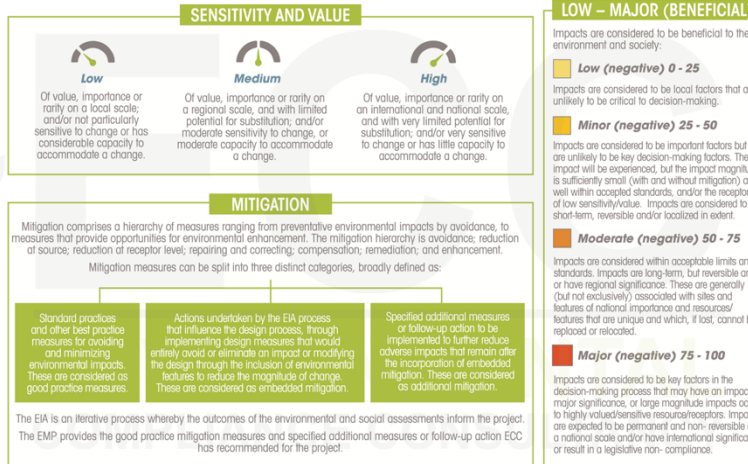 SENSITIVITY AND VALUE
Low
Of value, importance or
rarity on a local scale;
and/or not particularly
sensitive to change or has
considerable capacity to
accommodate a change.
Medium
Of value, importance or rarity on
a regional scale, and with limited
potential for substitution; and/or
moderate sensitivity to change, or
moderate capacity to accommodate
a change.
High
Of value, importance or rarity on
an international and national scale,
and with very limited potential for
substitution; and/or very sensitive
to change or has little capacity to
accommodate a change.
MITIGATION
Mitigation comprises a hierarchy of measures ranging from preventative environmental impacts by avoidance, to
measures that provide opportunities for environmental enhancement. The mitigation hierarchy is avoidance; reduction
at source; reduction at receptor level; repairing and correcting; compensation; remediation; and enhancement.
Mitigation measures can be split into three distinct categories, broadly defined as:
Standard practices
and other best practice
measures for avoiding
and minimizing
environmental impacts.
These are considered as
good practice measures.
Actions undertaken by the EIA process
that influence the design process, through
implementing design measures that would
entirely avoid or eliminate an impact or modifying
the design through the inclusion of environmental
features to reduce the magnitude of change.
These are considered as embedded mitigation.
Specified additional measures
or follow-up action to be
implemented to further reduce
adverse impacts that remain after
the incorporation of embedded
mitigation. These are considered
as additional mitigation.
The EIA is an iterative process whereby the outcomes of the environmental and social assessments inform the project.
The EMP provides the good practice mitigation measures and specified additional measures or follow-up action ECC
has recommended for the project.
LOW – MAJOR (BENEFICIAL
Impacts are considered to be beneficial to the
environment and society:
Low (negative) 0 - 25
Impacts are considered to be local factors that
unlikely to be critical to decision-making.
Minor (negative) 25 - 50
Impacts are considered to be important factors but
are unlikely to be key decision-making factors. The
impact will be experienced, but the impact
is sufficiently small (with and without mitigation)
well within accepted standards, and/or the
of low sensitivity/value. Impacts are considered to
short-term, reversible and/or localized in extent.
Moderate (negative) 50 - 75
Impacts are considered within acceptable limits
standards. Impacts are long-term, but reversible
or have regional significance. These are generally
(but not exclusively) associated with sites and
features of national importance and resources/
features that are unique and which, if lost, cannot
replaced or relocated.
Major (negative) 75 - 100
Impacts are considered to be key factors in the
decision-making process that may have an
major significance, or large magnitude impacts
to highly valued/sensitive resource/receptors.
are expected to be permanent and non- reversible
a national scale and/or have international
or result in a legislative non- compliance.